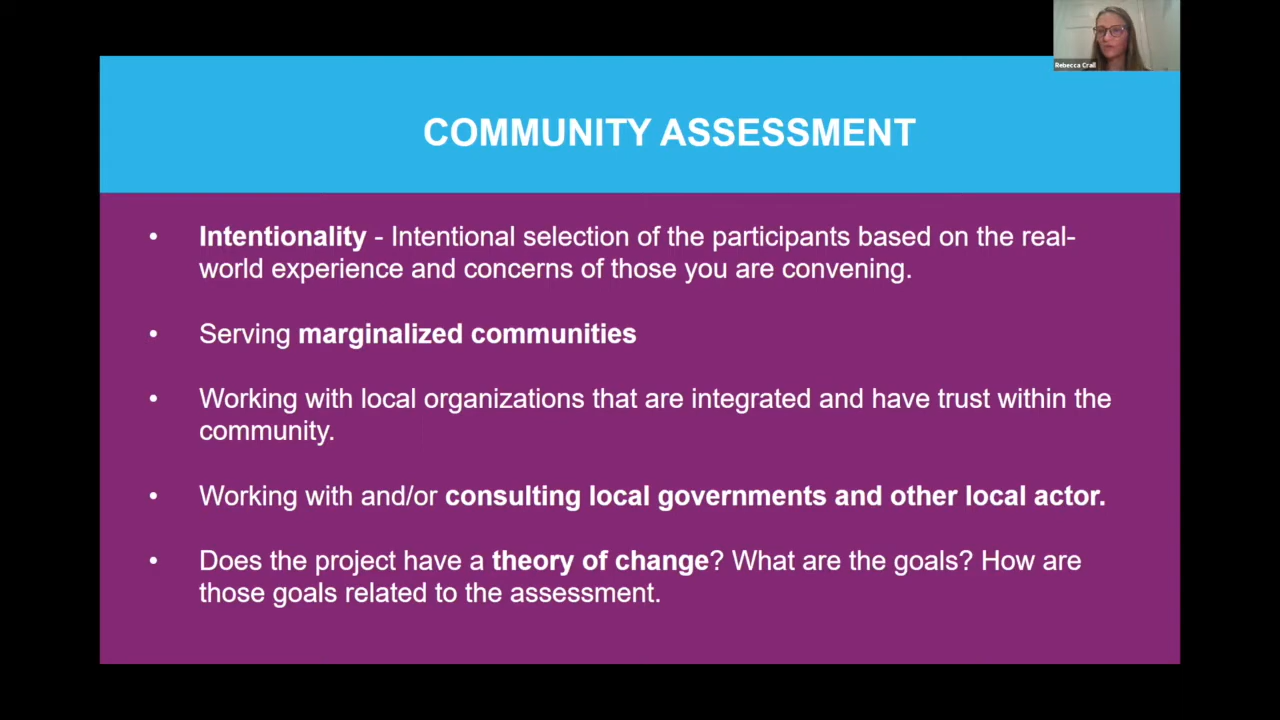 Rebecca Crall
COMMUNITY ASSESSMENT
• Intentionality - Intentional selection of the participants based on the real-
world experience and concerns of those you are convening.
• Serving marginalized communities
• Working with local organizations that are integrated and have trust within the
community.
• Working with and/or consulting local governments and other local actor.
• Does the project have a theory of change? What are the goals? How are
those goals related to the assessment.